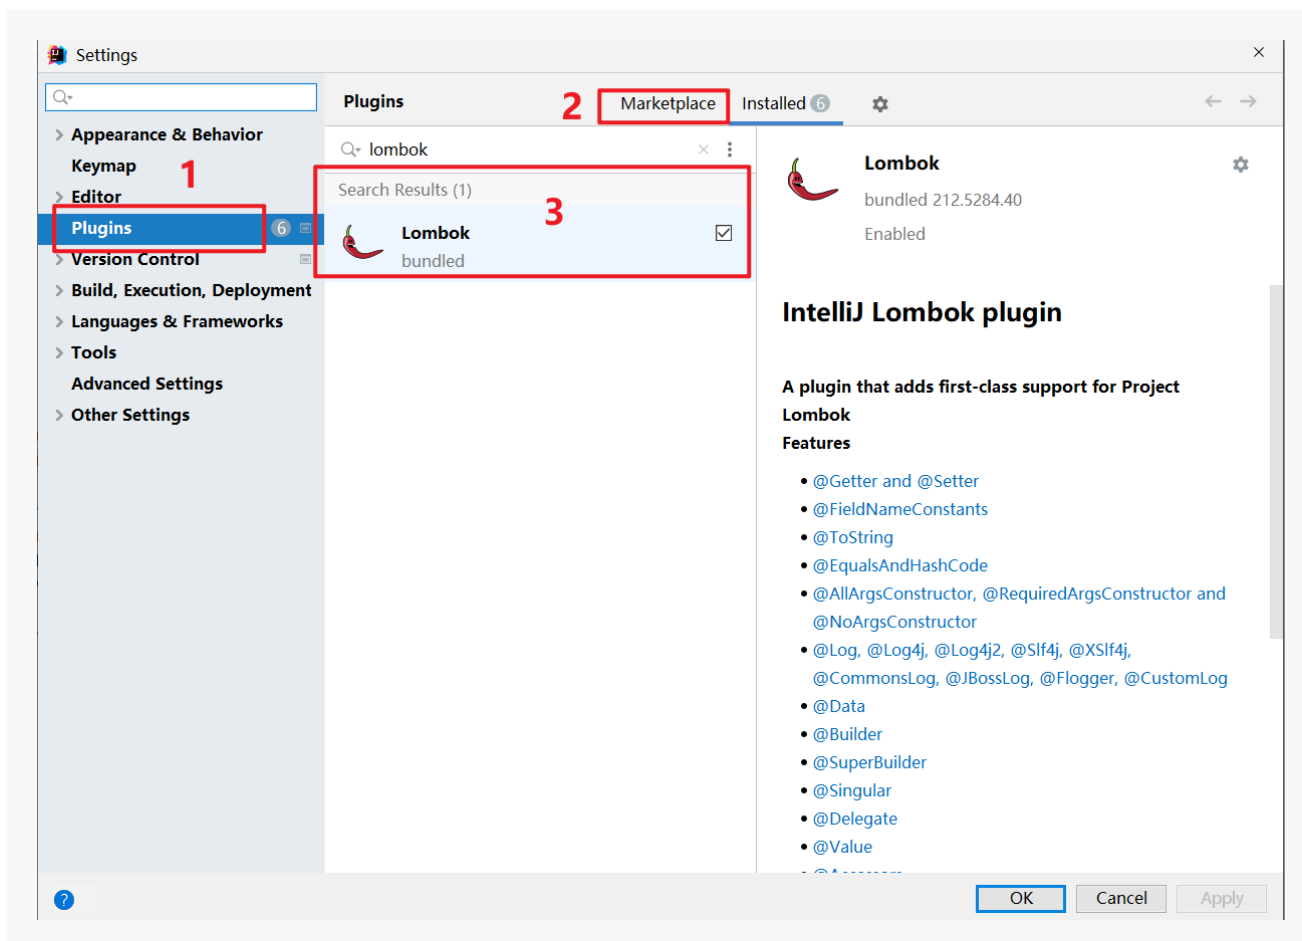 Settings
Appearance & Behavior
Keymap
1
Editor
Plugins
6
Version Control
Build, Execution, Deployment
Languages & Frameworks
Tools
Advanced Settings
Other Settings
Plugins
2
Marketplace
Installed 6
lombok
Search Results (1)
3
Lombok
bundled
Lombok
bundled 212.5284.40
Enabled
IntelliJ Lombok plugin
A plugin that adds first-class support for Project
Lombok
Features
@Getter and @Setter
@FieldNameConstants
@ToString
@EqualsAndHashCode
@AllArgsConstructor, @RequiredArgsConstructor and
@NoArgsConstructor
@Log, @Log4j, @Log4j2, @Slf4j, @XSlf4j,
@CommonsLog, @JBossLog, @Flogger, @CustomLog
@Data
@Builder
@SuperBuilder
@Singular
@Delegate
@Value
?
OK
Cancel
Apply